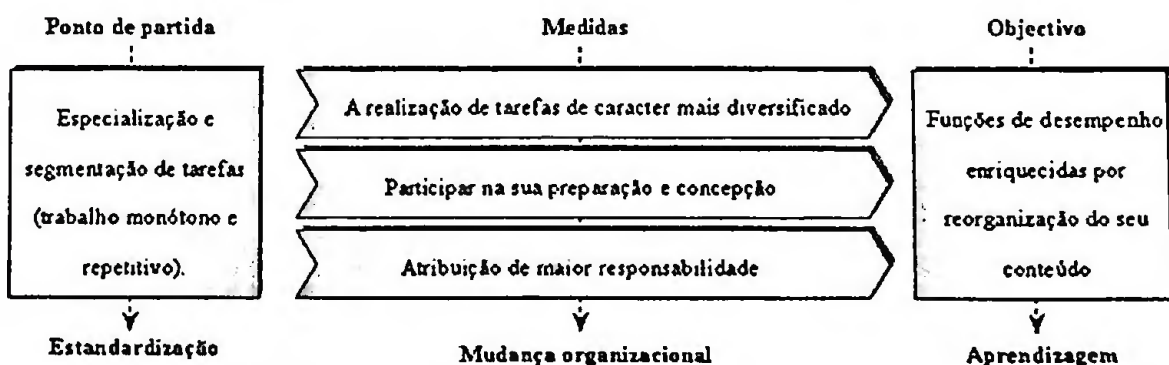 Ponto de partida
Medidas
Objectivo
Especialização e
segmentação de tarefas
(trabalho monótono e
repetitivo).
A realização de tarefas de caracter mais diversificado
Participar na sua preparação e concepção
Atribuição de maior responsabilidade
Funções de desempenho
enriquecidas por
reorganização do seu
conteúdo
Estandardização
Mudança organizacional
Aprendizagem